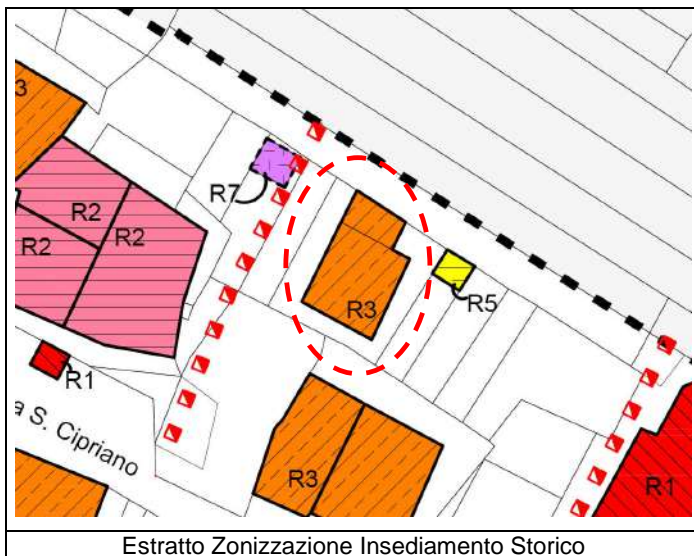 3
R7
R2
R2
R2
R3
R5
R1
a S. Cipriano
R3
R1
Estratto Zonizzazione Insediamento Storico